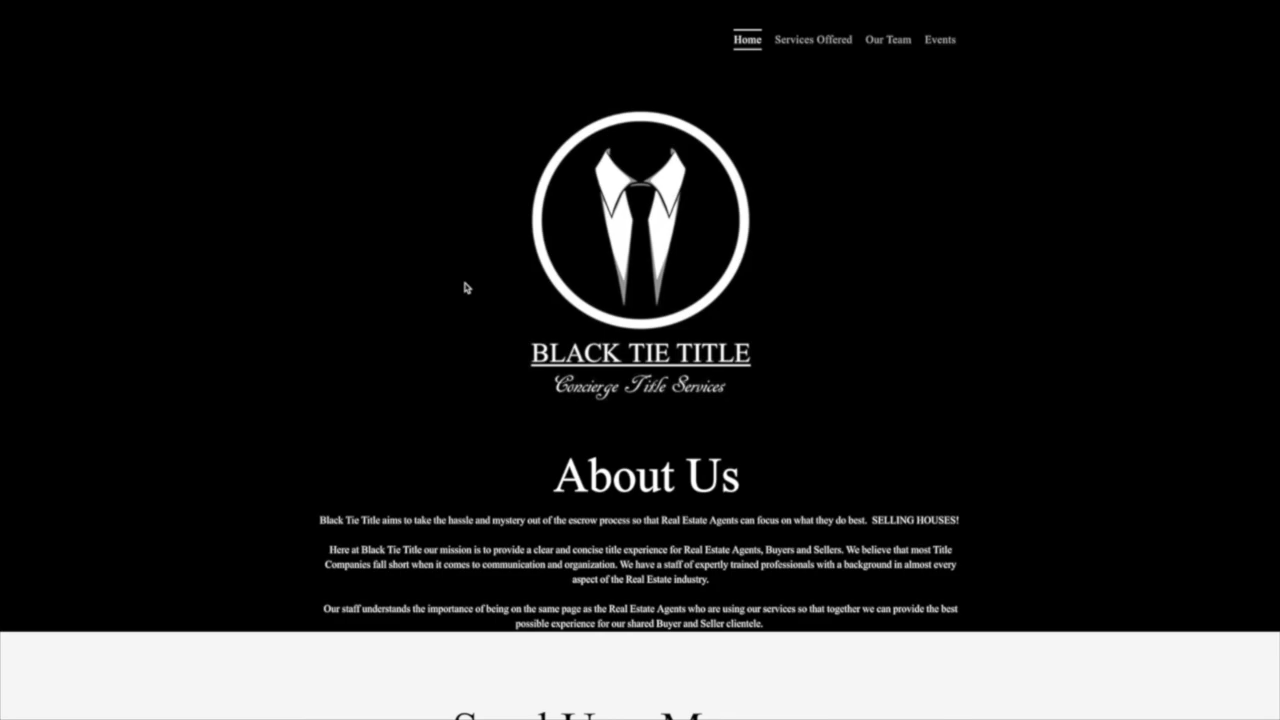 Home Services Offered Our Team Events
BLACK TIE TITLE
Concierge Title Services
About Us
Black Tie Title aims to take the hassle and mystery out of the escrow process so that Real Estate Agents can focus on what they do best. SELLING HOUSES!
Here at Black Tie Title our mission is to provide a clear and concise title experience for Real Estate Agents, Buyers and Sellers. We believe that most Title
Companies fall short when it comes to communication and organization. We have a staff of expertly trained professionals with a background in almost every
aspect of the Real Estate industry.
Our staff understands the importance of being on the same page as the Real Estate Agents who are using our services so that together we can provide the best
possible experience for our shared Buyer and Seller clientele.